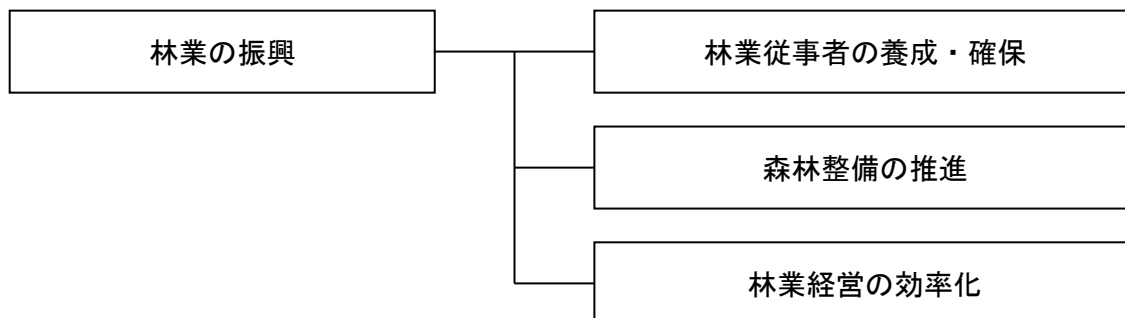 林業の振興
林業従事者の養成・確保
森林整備の推進
林業経営の効率化